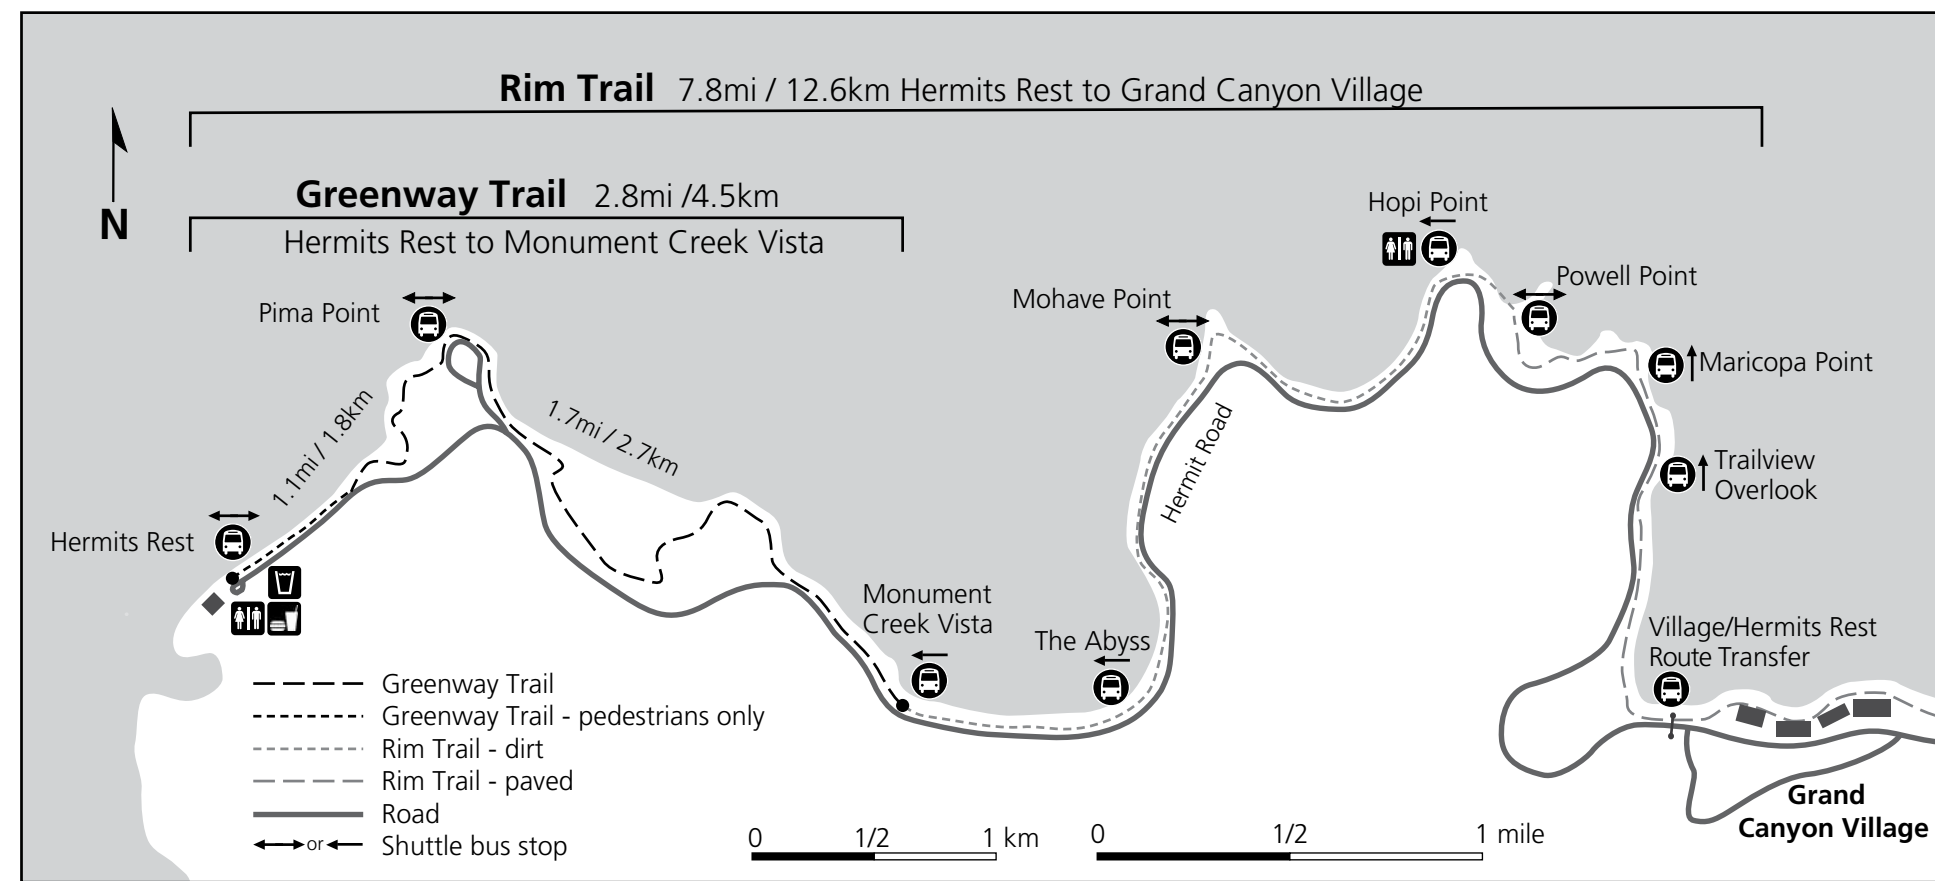 Rim Trail 7.8mi / 12.6km Hermits Rest to Grand Canyon Village
Greenway Trail 2.8mi /4.5km
Hermits Rest to Monument Creek Vista
N
Hopi Point
Powell Point
Pima Point
Mohave Point
Maricopa Point
1.1mi / 1.8km
1.7mi / 2.7km
Hermit Road
Trailview
Overlook
Hermits Rest
Monument
Creek Vista
The Abyss
Village/Hermits Rest
Route Transfer
Greenway Trail
Greenway Trail - pedestrians only
Rim Trail - dirt
Rim Trail - paved
Road
or
Shuttle bus stop
0 1/2 1 km
0 1/2 1 mile
Grand
Canyon Village